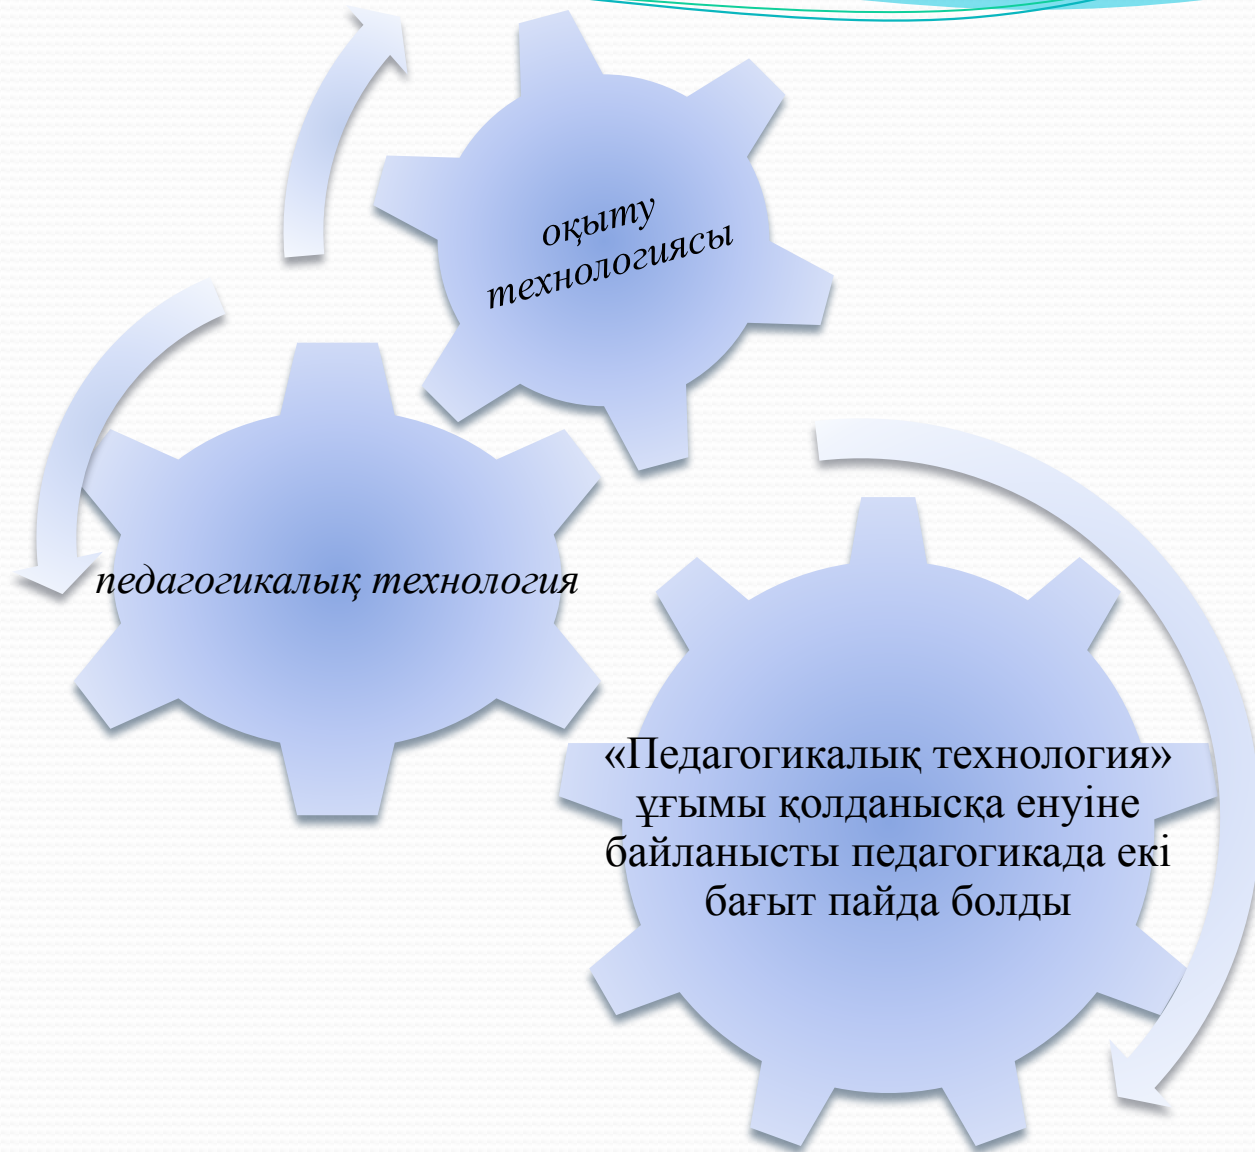 оқыту
технологиясы
педагогикалық технология
«Педагогикалық технология»
ұғымы қолданысқа енуіне
байланысты педагогикада екі
бағыт пайда болды